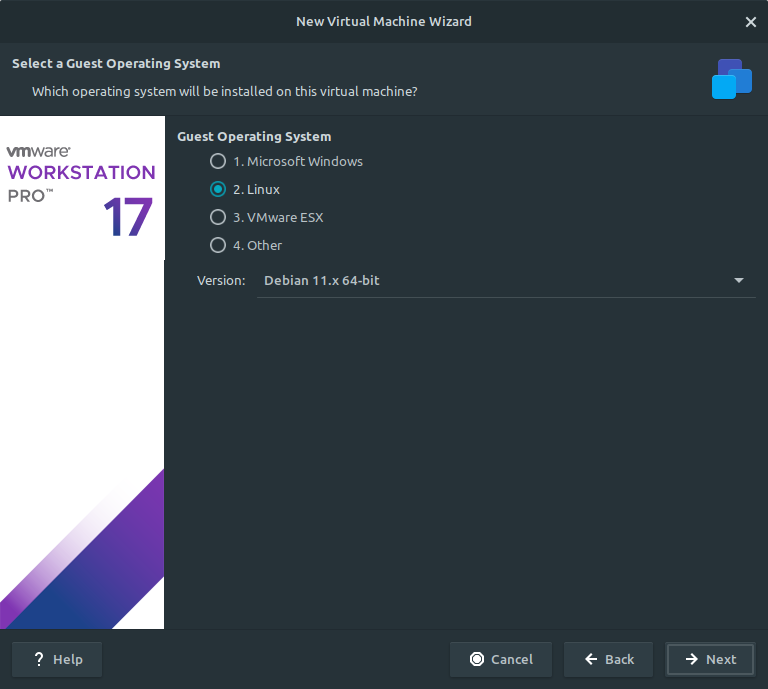 New Virtual Machine Wizard
Select a Guest Operating System
Which operating system will be installed on this virtual machine?
vmware®
WORKSTATION
PRO™
17
Guest Operating System
1. Microsoft Windows
2. Linux
3. VMware ESX
4. Other
Version: Debian 11.x 64-bit
? Help
Cancel
Back
Next